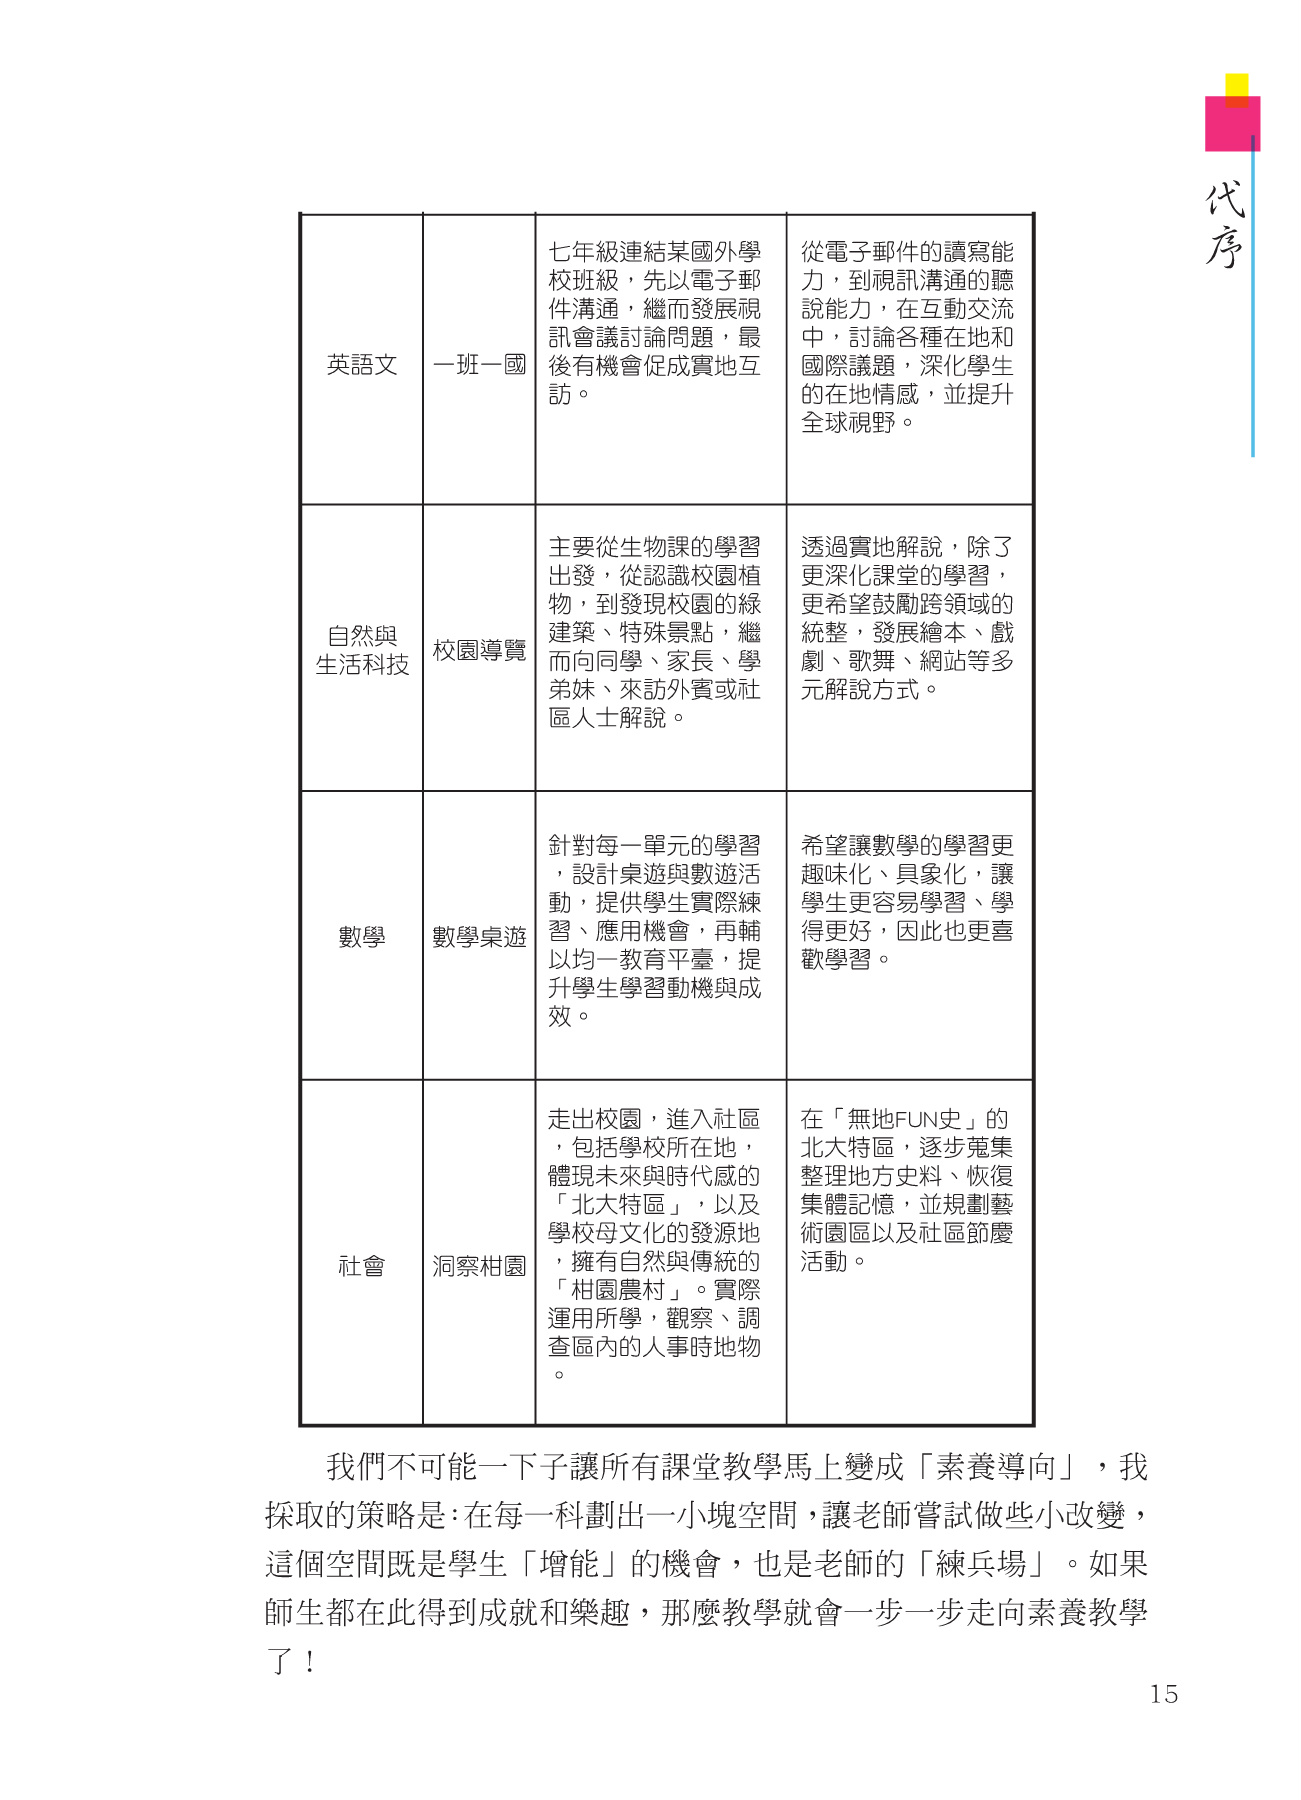 代序
英語文
一班一國
七年級連結某國外學
校班級，先以電子郵
件溝通，繼而發展視
訊會議討論問題，最
後有機會促成實地互
訪。
從電子郵件的讀寫能
力，到視訊溝通的聽
說能力，在互動交流
中，討論各種在地和
國際議題，深化學生
的在地情感，並提升
全球視野。
自然與
生活科技
校園導覽
主要從生物課的學習
出發，從認識校園植
物，到發現校園的綠
建築、特殊景點，繼
而向同學、家長、學
弟妹、來訪外賓或社
區人士解說。
透過實地解說，除了
更深化課堂的學習，
更希望鼓勵跨領域的
統整，發展繪本、戲
劇、歌舞、網站等多
元解說方式。
數學
數學桌遊
針對每一單元的學習
，設計桌遊與數遊活
動，提供學生實際練
習、應用機會，再輔
以均一教育平臺，提
升學生學習動機與成
效。
希望讓數學的學習更
趣味化、具象化，讓
學生更容易學習、學
得更好，因此也更喜
歡學習。
社會
洞察柑園
走出校園，進入社區
，包括學校所在地，
體現未來與時代感的
「北大特區」，以及
學校母文化的發源地
，擁有自然與傳統的
「柑園農村」。實際
運用所學，觀察、調
查區內的人事時地物
。
在「無地FUN史」的
北大特區，逐步蒐集
整理地方史料、恢復
集體記憶，並規劃藝
術園區以及社區節慶
活動。
我們不可能一下子讓所有課堂教學馬上變成「素養導向」，我
採取的策略是：在每一科劃出一小塊空間，讓老師嘗試做些小改變，
這個空間既是學生「增能」的機會，也是老師的「練兵場」。如果
師生都在此得到成就和樂趣，那麼教學就會一步一步走向素養教學
了！
15